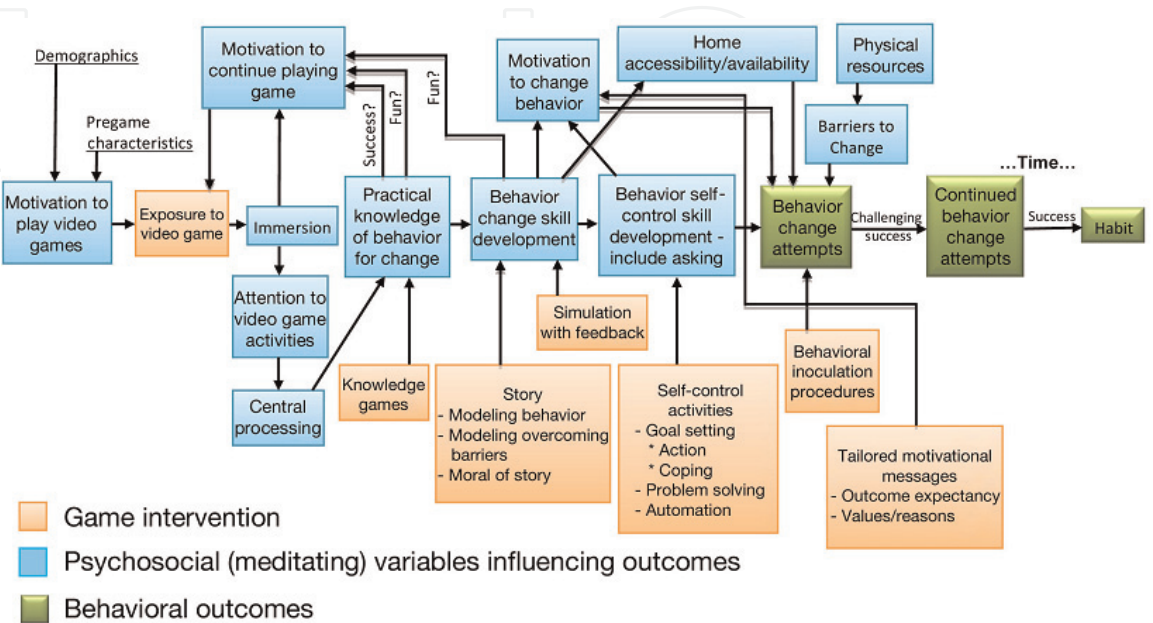 Demographics
Pregame
characteristics
Motivation to
play video
games
Exposure to
video game
Motivation to
continue playing
game
Immersion
Attention to
video game
activities
Central
processing
Success?
Fun?
Fun?
Practical
knowledge
of behavior
for change
Knowledge
games
Behavior
change skill
development
Story
- Modeling behavior
- Modeling overcoming
barriers
- Moral of story
Simulation
with feedback
Motivation
to change
behavior
Behavior self-
control skill
development -
include asking
Self-control
activities
- Goal setting
* Action
* Coping
- Problem solving
- Automation
Home
accessibility/availability
Physical
resources
Barriers to
Change
Behavior
change
attempts
Behavioral
inoculation
procedures
Tailored motivational
messages
- Outcome expectancy
- Values/reasons
Challenging
success
...Time...
Continued
behavior
change
attempts
Success
Habit
Game intervention
Psychosocial (meditating) variables influencing outcomes
Behavioral outcomes